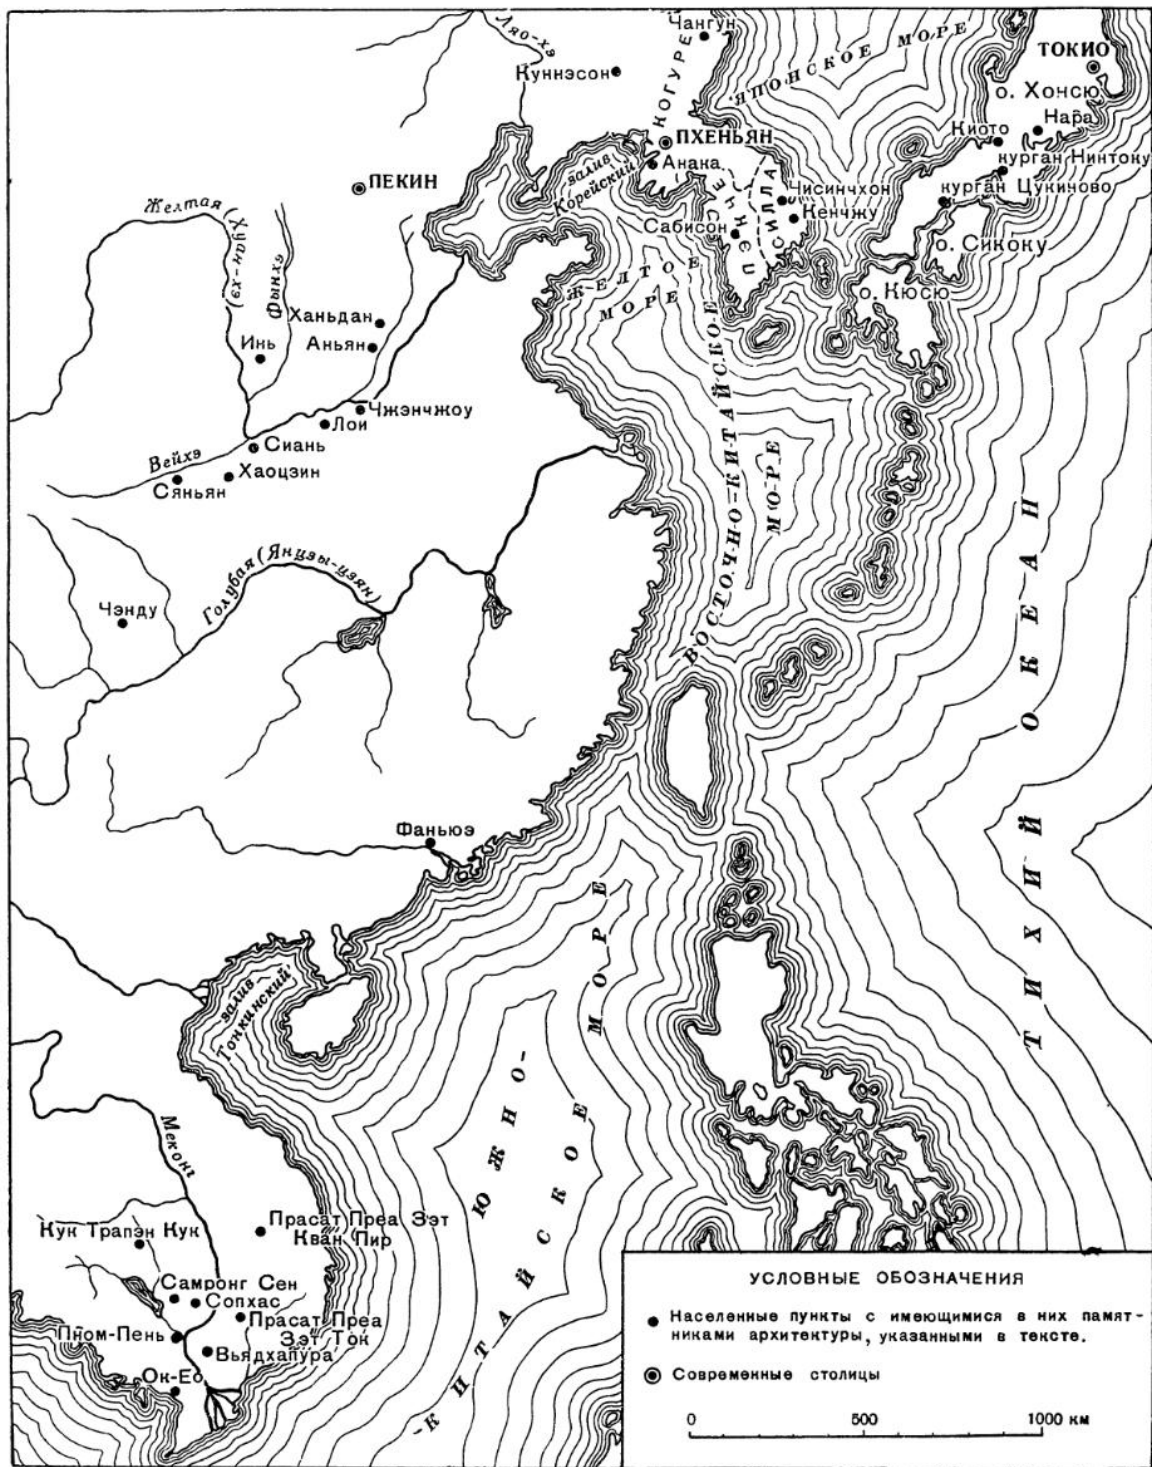 Чангун
Ляо-хэ
Куннэсон
КОГУРЕ
ЯПОНСКОЕ МОРЕ
ТОКИО
о. Хонсю
Нара
Киото
курган Нинтоку
курган Цукиново
о. Сикоку
о. Кюсю
ПХЕНЬЯН
Анака
залив
Корейский
ПЭКЧЕ
СИЛЛА
Чисинчхон
Кенчжу
Сабисон
ПЕКИН
Желтая (Хуан-хэ)
Фынхэ
ЖЕЛТОЕ
МОРЕ
Ханьдан
Аньян
Инь
Чжэнчжоу
Лои
Сиань
Вейхэ
Хаоцзин
Сяньян
ВОСТОЧНО-КИТАЙСКОЕ
МОРЕ
Голубая (Янцзы-цзян)
Чэнду
ТИХИЙ ОКЕАН
Фаньюэ
залив
Тонкинский
ЮЖНО-
-КИТАЙСКОЕ
МОРЕ
Меконг
Прасат Преа Зэт
Кван Пир
Кук Трапэн Кук
Самронг Сен
Сопхас
Прасат Преа
Зэт Ток
Пном-Пень
Вьядхапура
Ок-Ео
УСЛОВНЫЕ ОБОЗНАЧЕНИЯ
Населенные пункты с имеющимися в них памят-
никами архитектуры, указанными в тексте.
Современные столицы
0 500 1000 км